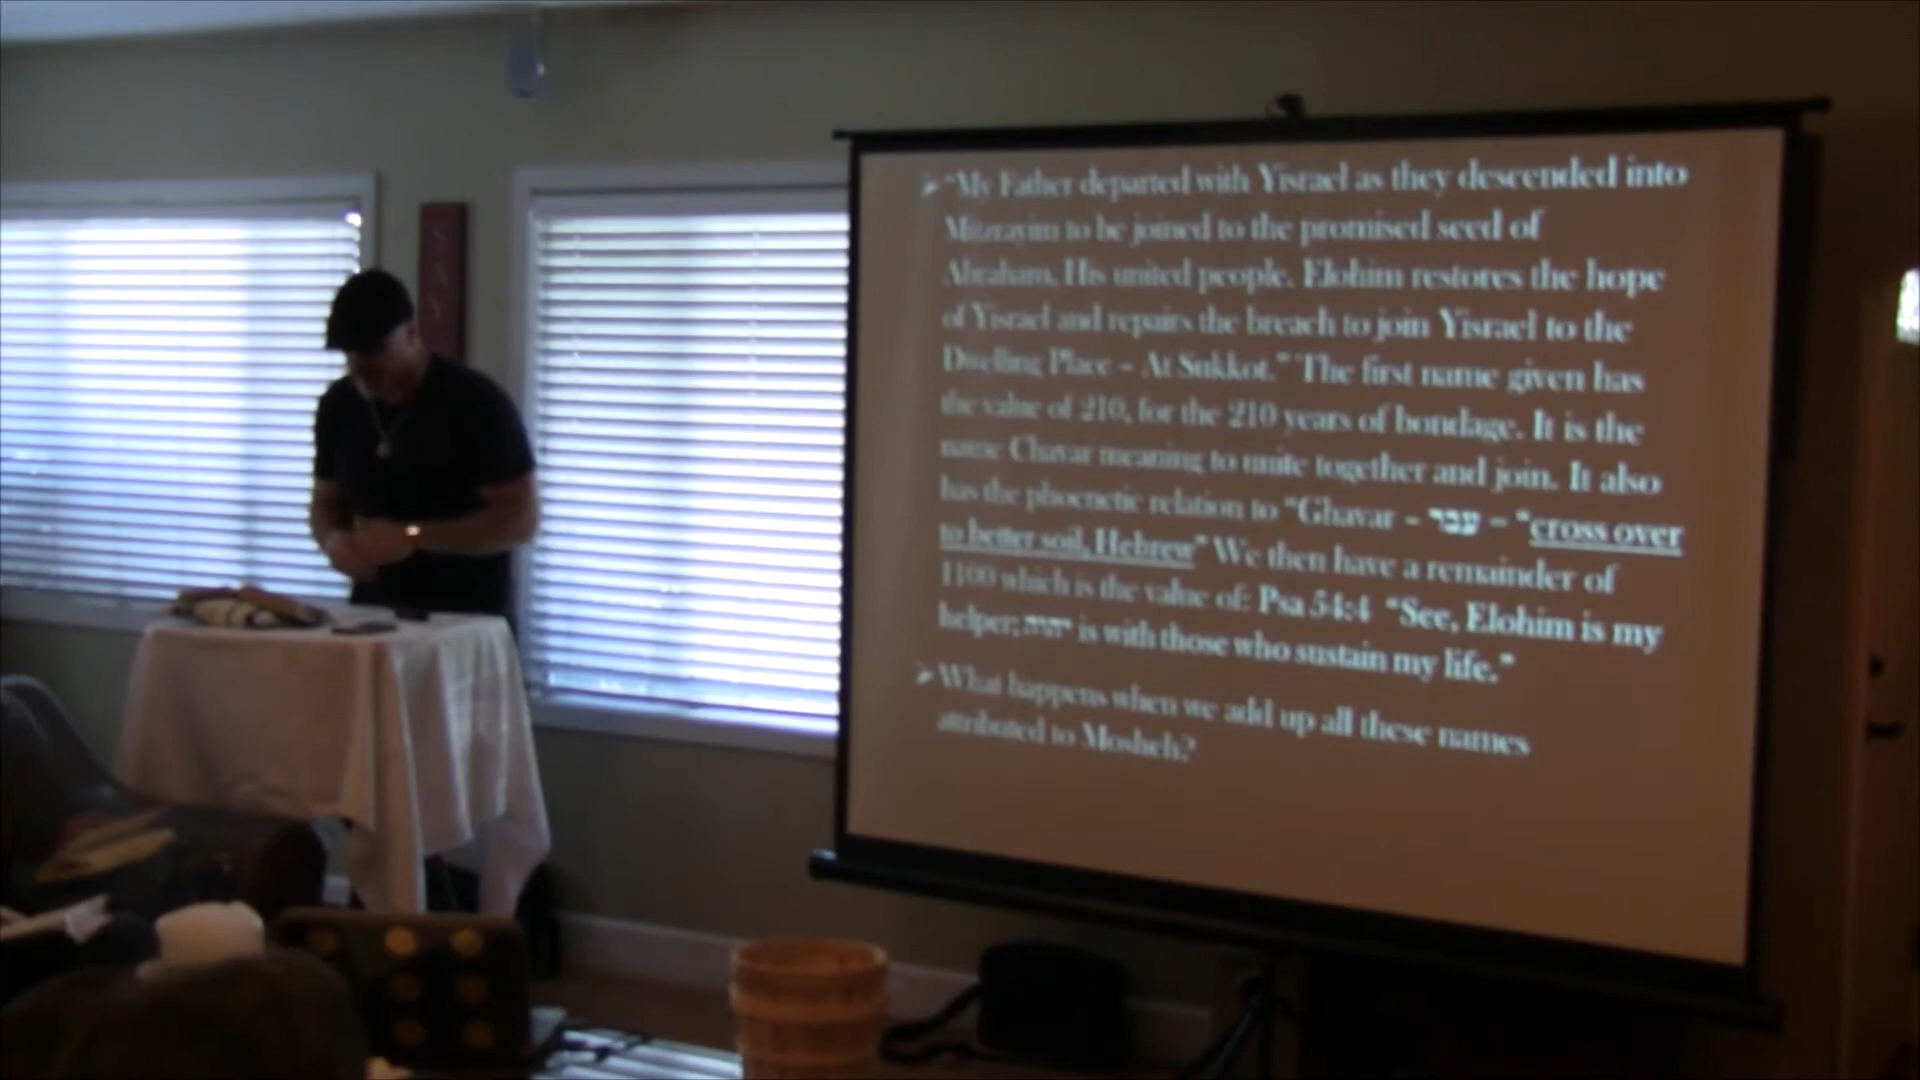 "My Father departed with Yisrael as they descended into
Mitzrayim to be joined to the promised seed of
Abraham, His united people. Elohim restores the hope
of Yisrael and repairs the breach to join Yisrael to the
Dwelling Place – At Sukkot." The first name given has
the value of 210, for the 210 years of bondage. It is the
name Chavar meaning to unite together and join. It also
has the phoenetic relation to "Ghavar – עבר – "cross over
to better soil, Hebrew" We then have a remainder of
1100 which is the value of: Psa 54:4 "See, Elohim is my
helper; is with those who sustain my life."
What happens when we add up all these names
attributed to Mosheh?